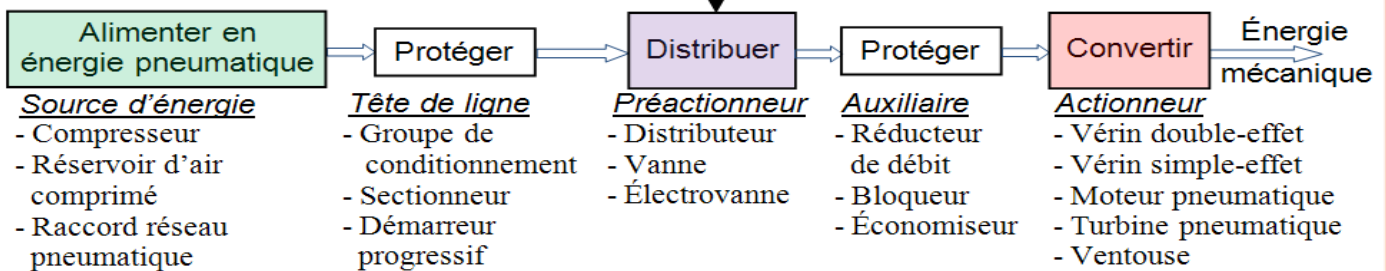 Alimenter en
énergie pneumatique
Protéger
Distribuer
Protéger
Convertir
Énergie
mécanique
Source d’énergie
- Compresseur
- Réservoir d’air
comprimé
- Raccord réseau
pneumatique
Tête de ligne
- Groupe de
conditionnement
- Sectionneur
- Démarreur
progressif
Préactionneur
- Distributeur
- Vanne
- Électrovanne
Auxiliaire
- Réducteur
de débit
- Bloqueur
- Économiseur
Actionneur
- Vérin double-effet
- Vérin simple-effet
- Moteur pneumatique
- Turbine pneumatique
- Ventouse